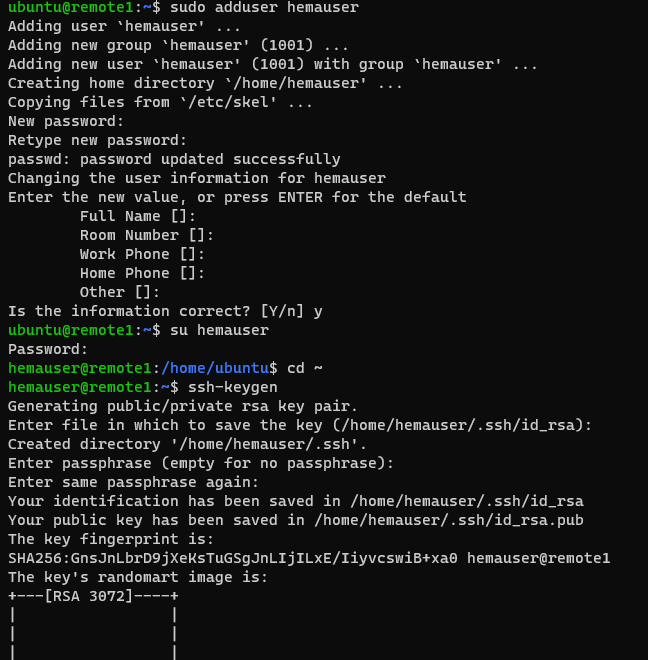 ubuntu@remote1:~$ sudo adduser hemauser
Adding user `hemauser' ...
Adding new group `hemauser' (1001) ...
Adding new user `hemauser' (1001) with group `hemauser' ...
Creating home directory `/home/hemauser' ...
Copying files from `/etc/skel' ...
New password:
Retype new password:
passwd: password updated successfully
Changing the user information for hemauser
Enter the new value, or press ENTER for the default
        Full Name []:
        Room Number []:
        Work Phone []:
        Home Phone []:
        Other []:
Is the information correct? [Y/n] y
ubuntu@remote1:~$ su hemauser
Password:
hemauser@remote1:/home/ubuntu$ cd ~
hemauser@remote1:~$ ssh-keygen
Generating public/private rsa key pair.
Enter file in which to save the key (/home/hemauser/.ssh/id_rsa):
Created directory '/home/hemauser/.ssh'.
Enter passphrase (empty for no passphrase):
Enter same passphrase again:
Your identification has been saved in /home/hemauser/.ssh/id_rsa
Your public key has been saved in /home/hemauser/.ssh/id_rsa.pub
The key fingerprint is:
SHA256:GnsJnLbrD9jXeKsTuGSgJnLIjILxE/IiyvcswiB+xa0 hemauser@remote1
The key's randomart image is:
+---[RSA 3072]----+
|                 |
|                 |
|                 |